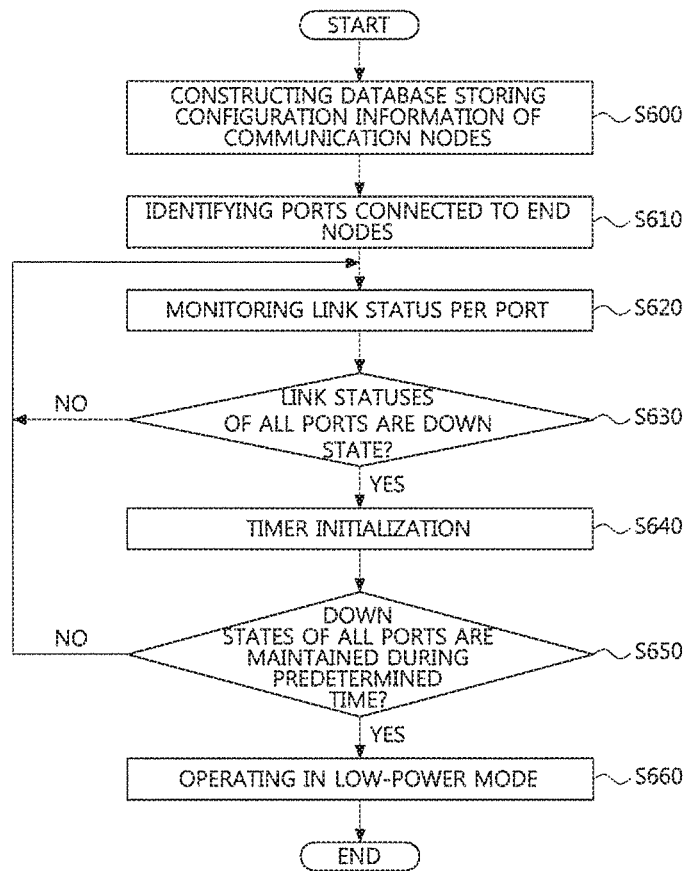 START
CONSTRUCTING DATABASE STORING
CONFIGURATION INFORMATION OF
COMMUNICATION NODES
S600
IDENTIFYING PORTS CONNECTED TO END
NODES
S610
MONITORING LINK STATUS PER PORT
S620
LINK STATUSES
OF ALL PORTS ARE DOWN
STATE?
S630
NO
YES
TIMER INITIALIZATION
S640
DOWN
STATES OF ALL PORTS ARE
MAINTAINED DURING
PREDETERMINED
TIME?
S650
NO
YES
OPERATING IN LOW-POWER MODE
S660
END